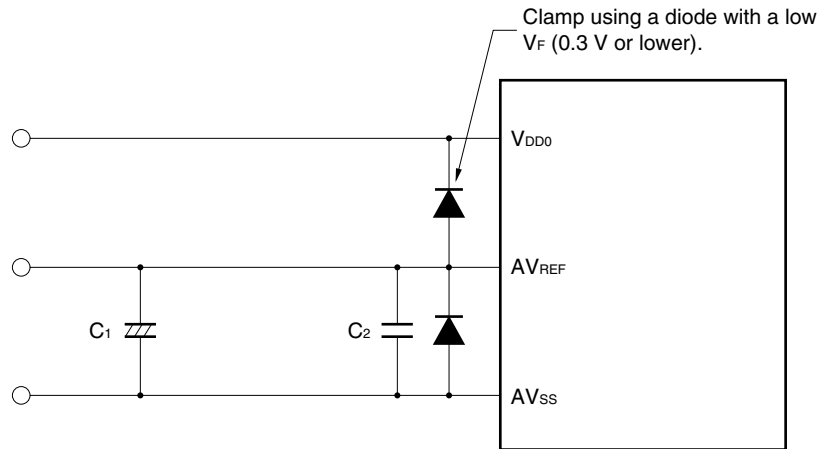 Clamp using a diode with a low
VF (0.3 V or lower).
VDD0
AVREF
C1
C2
AVSS